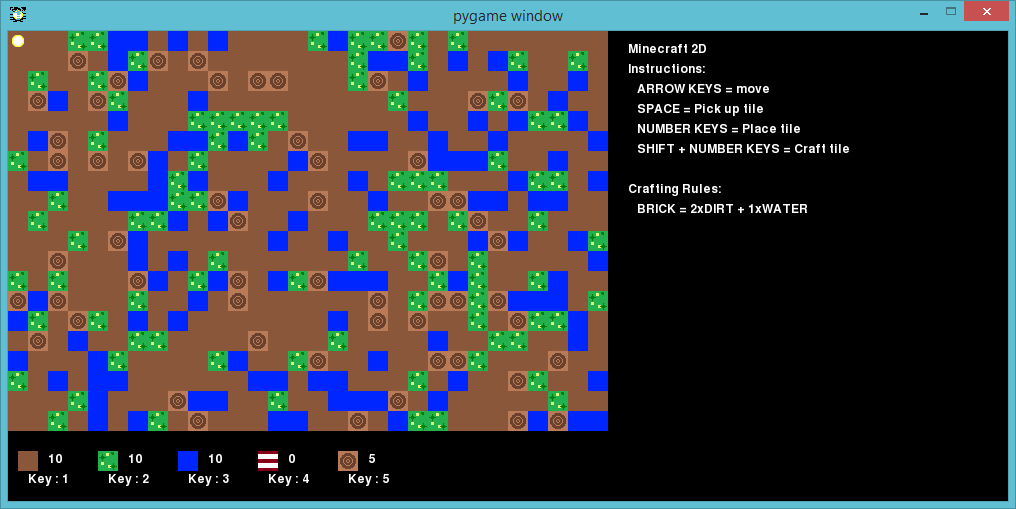 pygame window
Minecraft 2D
Instructions:
ARROW KEYS = move
SPACE = Pick up tile
NUMBER KEYS = Place tile
SHIFT + NUMBER KEYS = Craft tile
Crafting Rules:
BRICK = 2xDIRT + 1xWATER
10 10 10 0 5
Key : 1 Key : 2 Key : 3 Key : 4 Key : 5